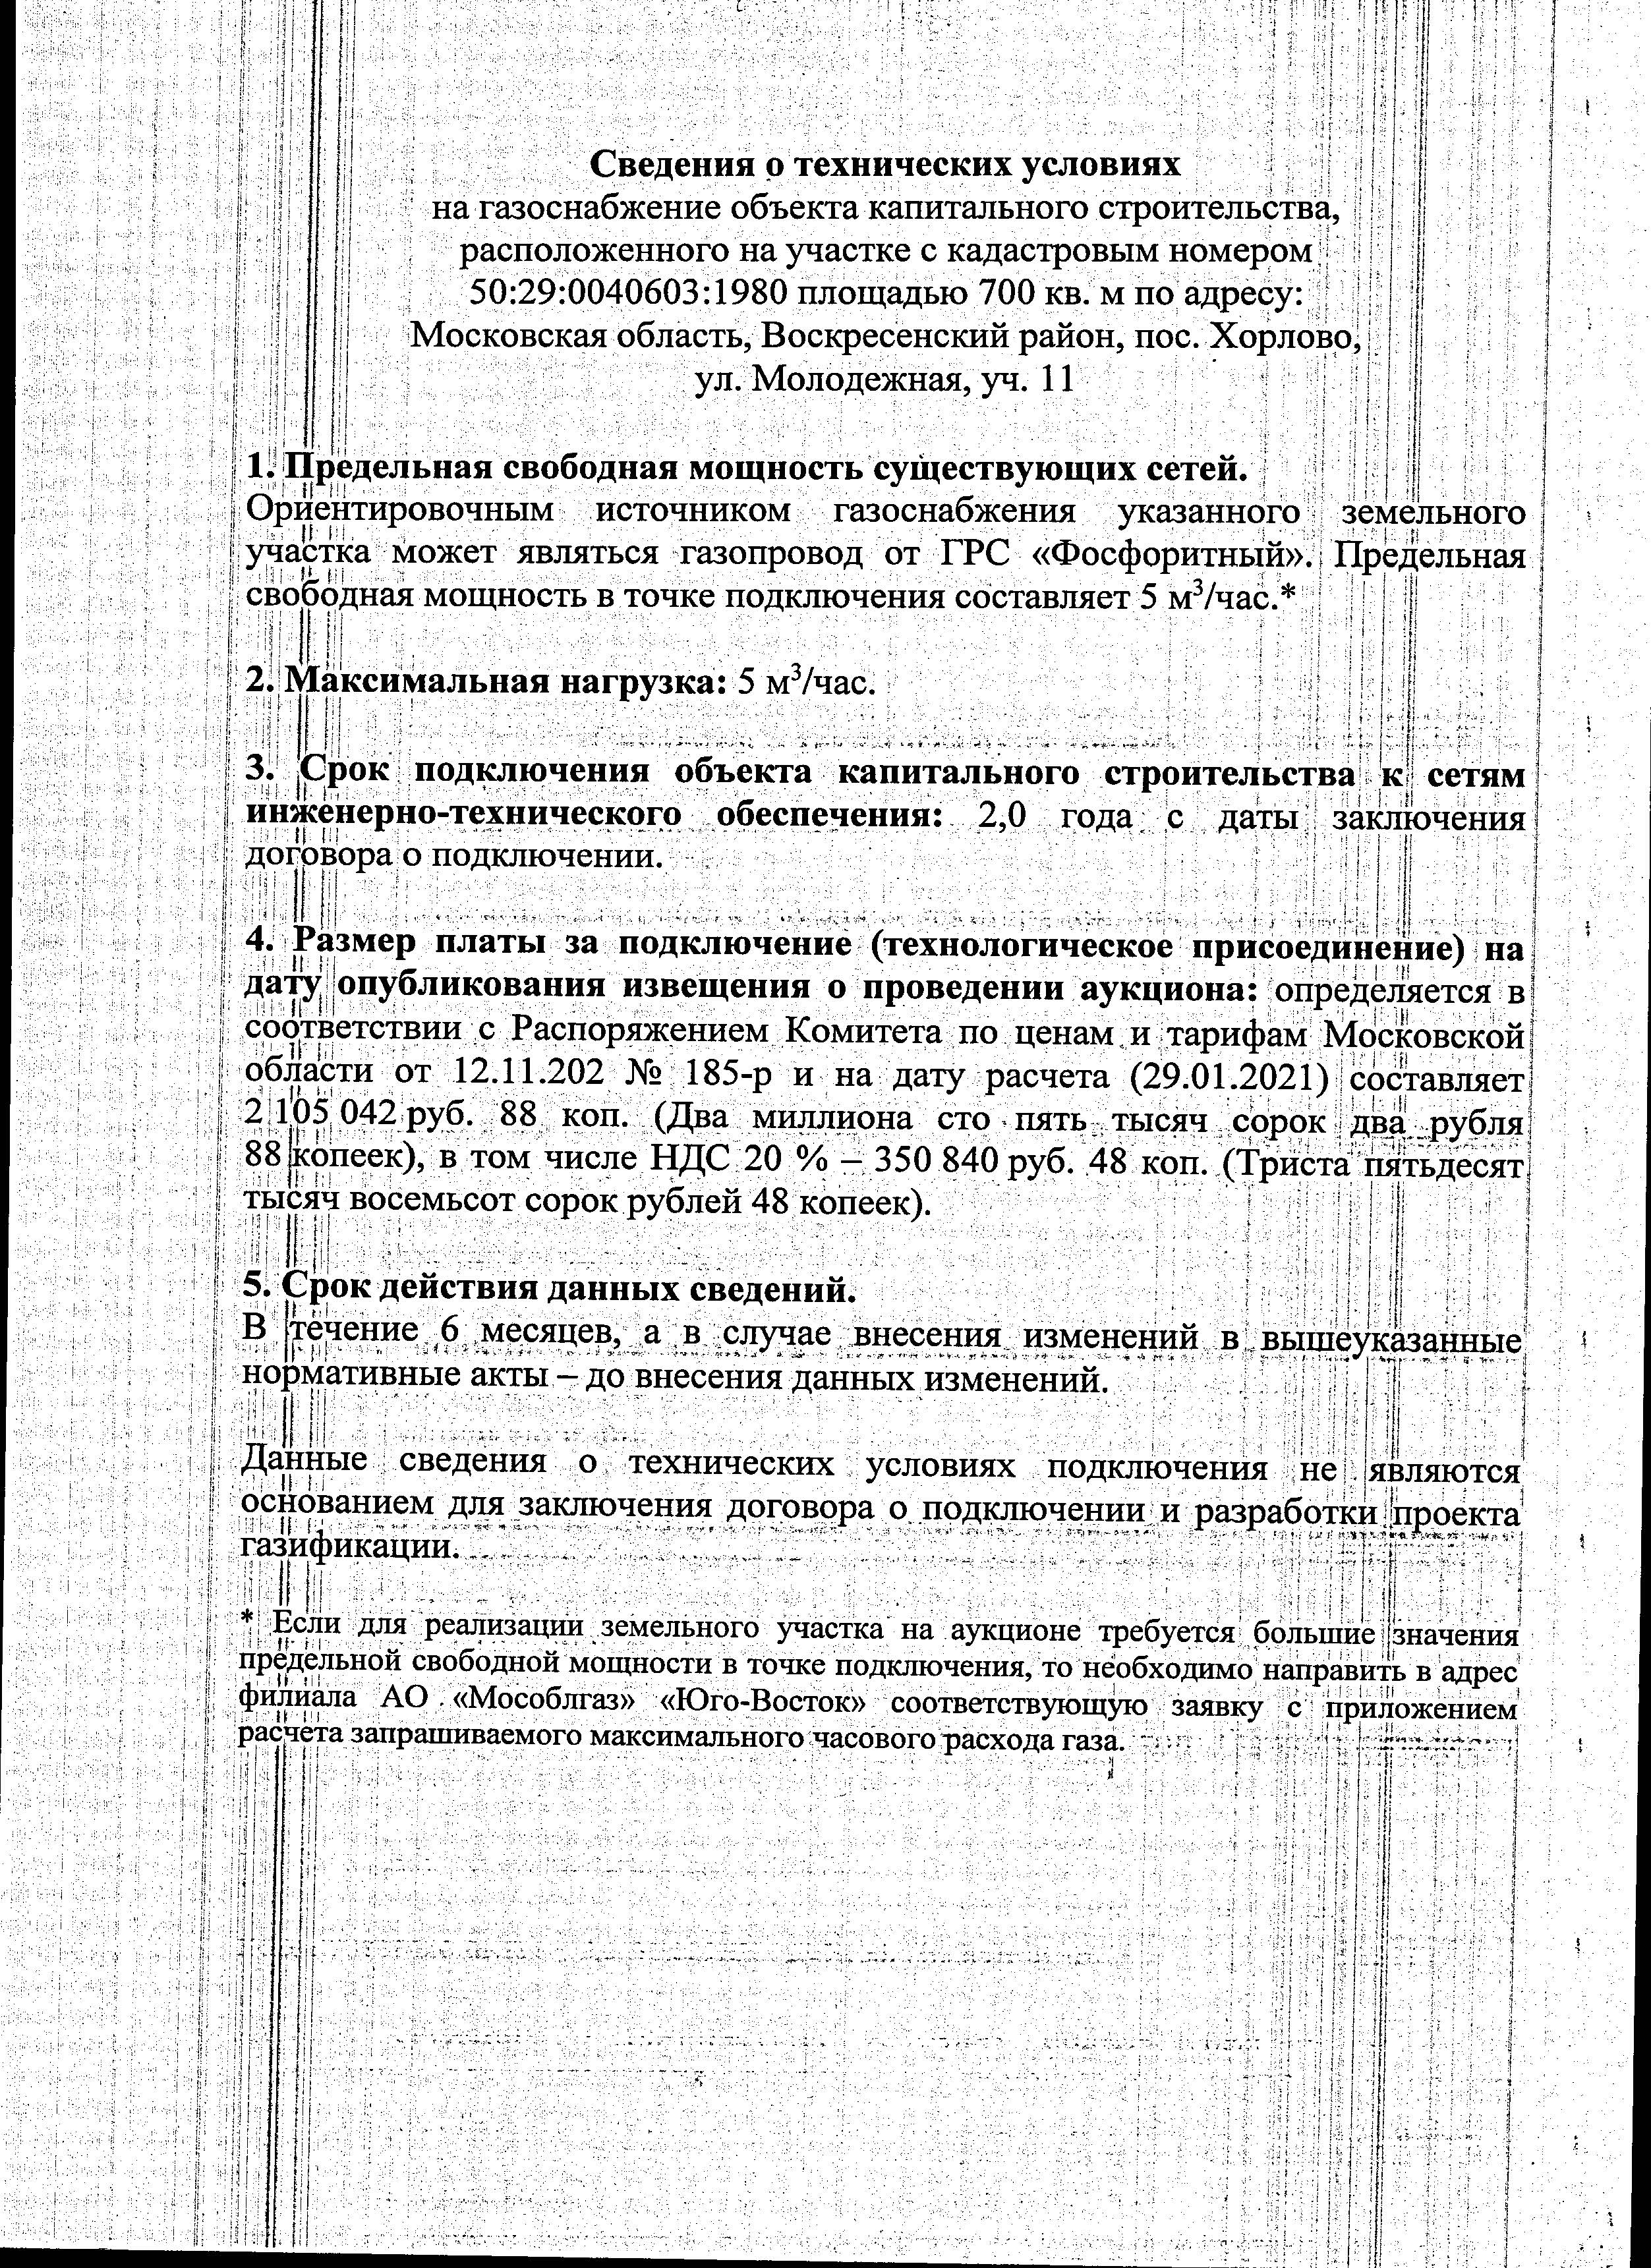 Сведения о технических условиях
на газоснабжение объекта капитального строительства,
расположенного на участке с кадастровым номером
50:29:0040603:1980 площадью 700 кв. м по адресу:
Московская область, Воскресенский район, пос. Хорлово,
ул. Молодежная, уч. 11
1. Предельная свободная мощность существующих сетей.
Ориентировочным источником газоснабжения указанного земельного
участка может являться газопровод от ГРС «Фосфоритный». Предельная
свободная мощность в точке подключения составляет 5 м³/час.*
2. Максимальная нагрузка: 5 м³/час.
3. Срок подключения объекта капитального строительства к сетям
инженерно-технического обеспечения: 2,0 года с даты заключения
договора о подключении.
4. Размер платы за подключение (технологическое присоединение) на
дату опубликования извещения о проведении аукциона: определяется в
соответствии с Распоряжением Комитета по ценам и тарифам Московской
области от 12.11.202 № 185-р и на дату расчета (29.01.2021) составляет
2 105 042 руб. 88 коп. (Два миллиона сто пять тысяч сорок два рубля
88 копеек), в том числе НДС 20 % – 350 840 руб. 48 коп. (Триста пятьдесят
тысяч восемьсот сорок рублей 48 копеек).
5. Срок действия данных сведений.
В течение 6 месяцев, а в случае внесения изменений в вышеуказанные
нормативные акты – до внесения данных изменений.
Данные сведения о технических условиях подключения не являются
основанием для заключения договора о подключении и разработки проекта
газификации.
* Если для реализации земельного участка на аукционе требуется большие значения
предельной свободной мощности в точке подключения, то необходимо направить в адрес
филиала АО «Мособлгаз» «Юго-Восток» соответствующую заявку с приложением
расчета запрашиваемого максимального часового расхода газа.